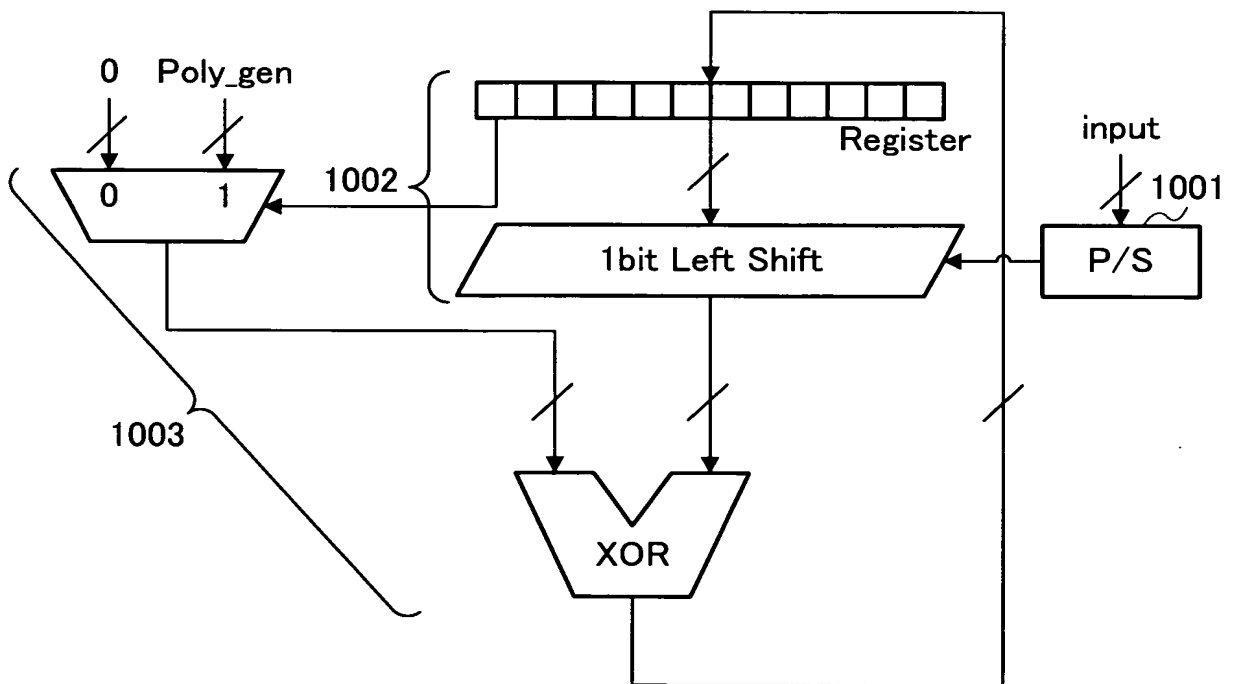 0 Poly_gen
Register
input
1002
0 1
1001
1bit Left Shift
P/S
1003
XOR